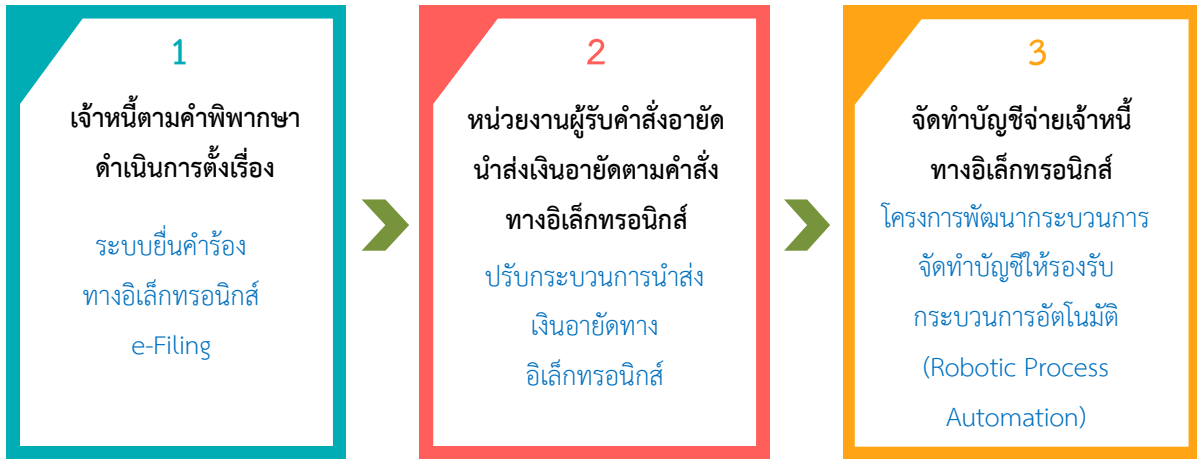 1
เจ้าหนี้ตามคำพิพากษา
ดำเนินการตั้งเรื่อง
ระบบยื่นคำร้อง
ทางอิเล็กทรอนิกส์
e-Filing
2
หน่วยงานผู้รับคำสั่งอายัด
นำส่งเงินอายัดตามคำสั่ง
ทางอิเล็กทรอนิกส์
ปรับกระบวนการนำส่ง
เงินอายัดทาง
อิเล็กทรอนิกส์
3
จัดทำบัญชีจ่ายเจ้าหนี้
ทางอิเล็กทรอนิกส์
โครงการพัฒนากระบวนการ
จัดทำบัญชีให้รองรับ
กระบวนการอัตโนมัติ
(Robotic Process
Automation)